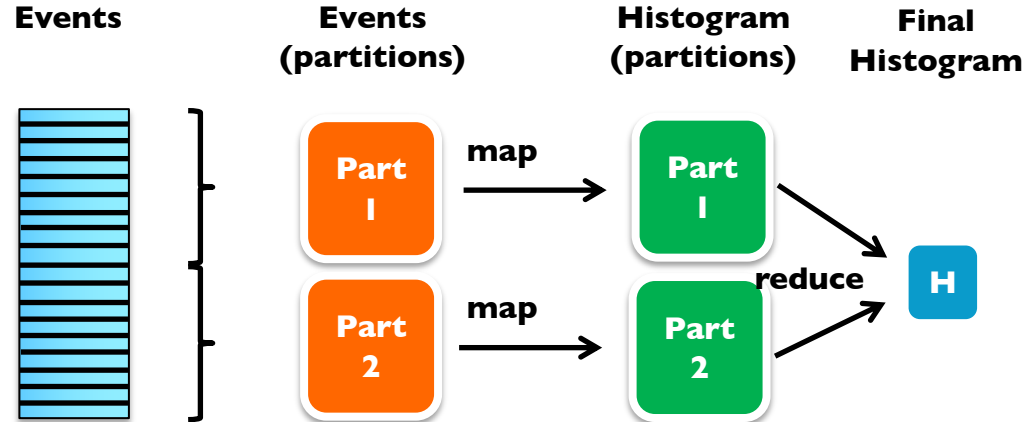 Events
Events
(partitions)
Histogram
(partitions)
Final
Histogram
Part
1
map
Part
1
Part
2
map
Part
2
reduce
H